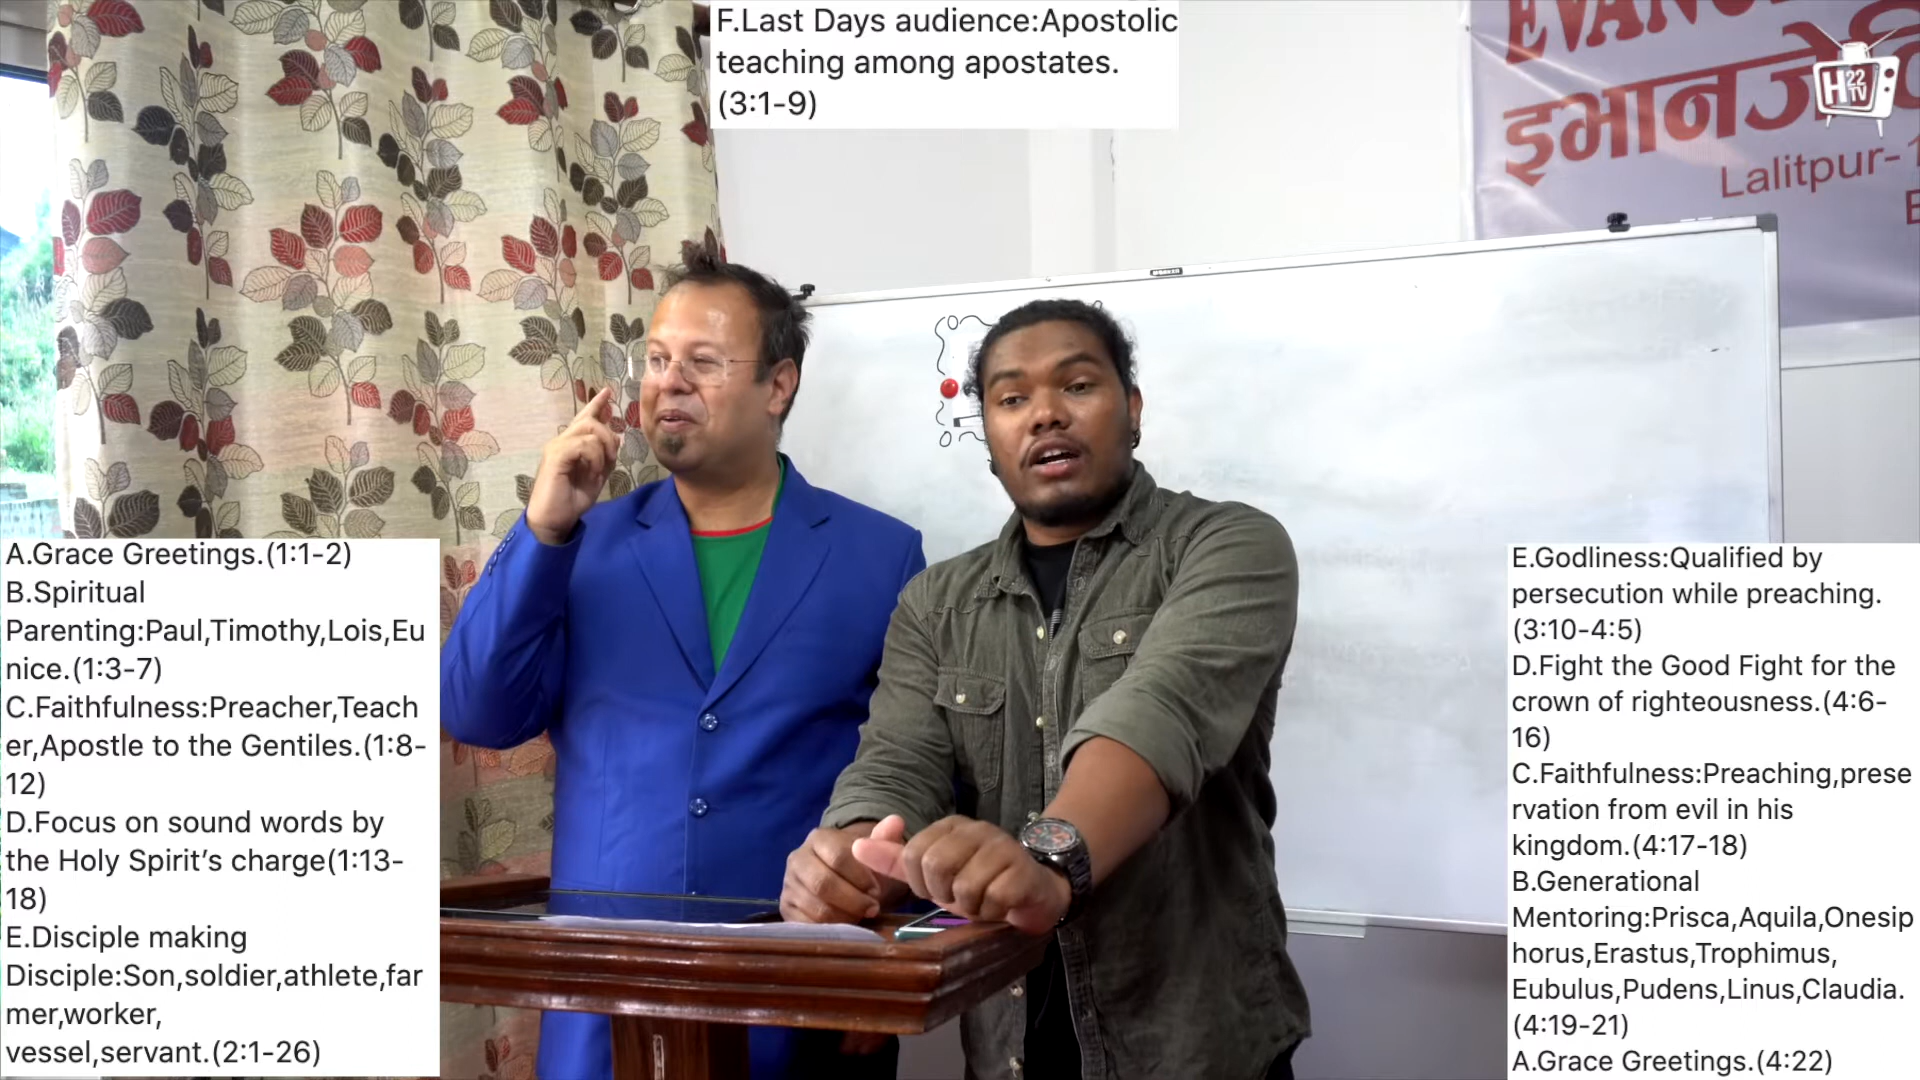 F.Last Days audience:Apostolic
teaching among apostates.
(3:1-9)
इभानजे
Lalitpur-1
H22
TV
A.Grace Greetings.(1:1-2)
B.Spiritual
Parenting:Paul,Timothy,Lois,Eu
nice.(1:3-7)
C.Faithfulness:Preacher,Teach
er,Apostle to the Gentiles.(1:8-
12)
D.Focus on sound words by
the Holy Spirit’s charge(1:13-
18)
E.Disciple making
Disciple:Son,soldier,athlete,far
mer,worker,
vessel,servant.(2:1-26)
E.Godliness:Qualified by
persecution while preaching.
(3:10-4:5)
D.Fight the Good Fight for the
crown of righteousness.(4:6-
16)
C.Faithfulness:Preaching,prese
rvation from evil in his
kingdom.(4:17-18)
B.Generational
Mentoring:Prisca,Aquila,Onesip
horus,Erastus,Trophimus,
Eubulus,Pudens,Linus,Claudia.
(4:19-21)
A.Grace Greetings.(4:22)